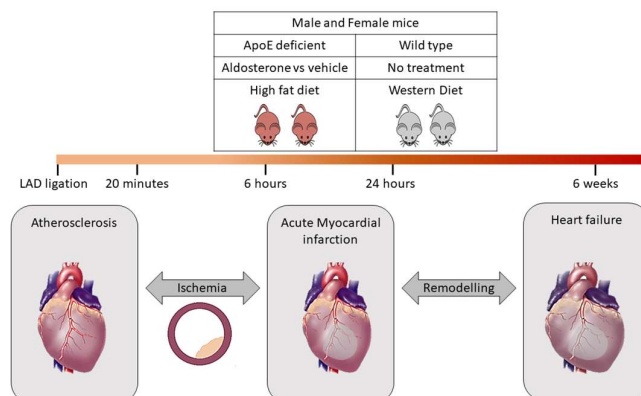 Male and Female mice
ApoE deficient
Wild type
Aldosterone vs vehicle
No treatment
High fat diet
Western Diet
LAD ligation
20 minutes
6 hours
24 hours
6 weeks
Atherosclerosis
Ischemia
Acute Myocardial
infarction
Remodelling
Heart failure